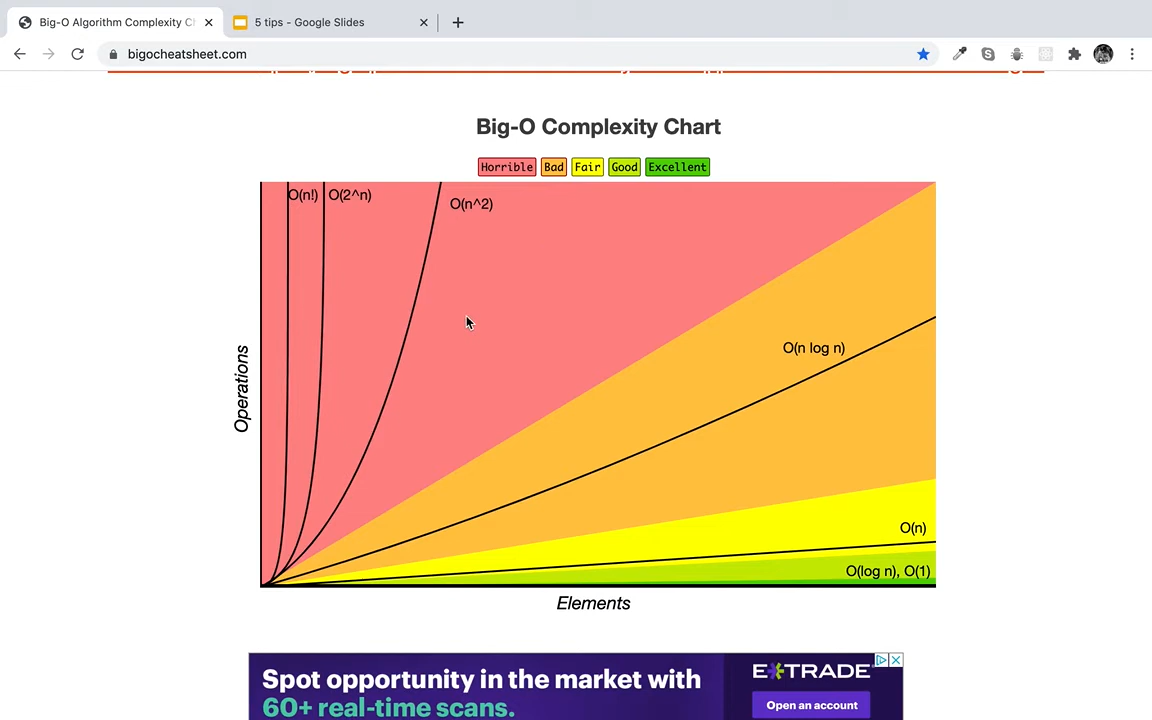 Big-O Algorithm Complexity Cl
5 tips - Google Slides
bigocheatsheet.com
Big-O Complexity Chart
Horrible Bad Fair Good Excellent
O(n!) O(2^n)
O(n^2)
O(n log n)
Operations
O(n)
O(log n), O(1)
Elements
Spot opportunity in the market with
60+ real-time scans.
E*TRADE
Open an account